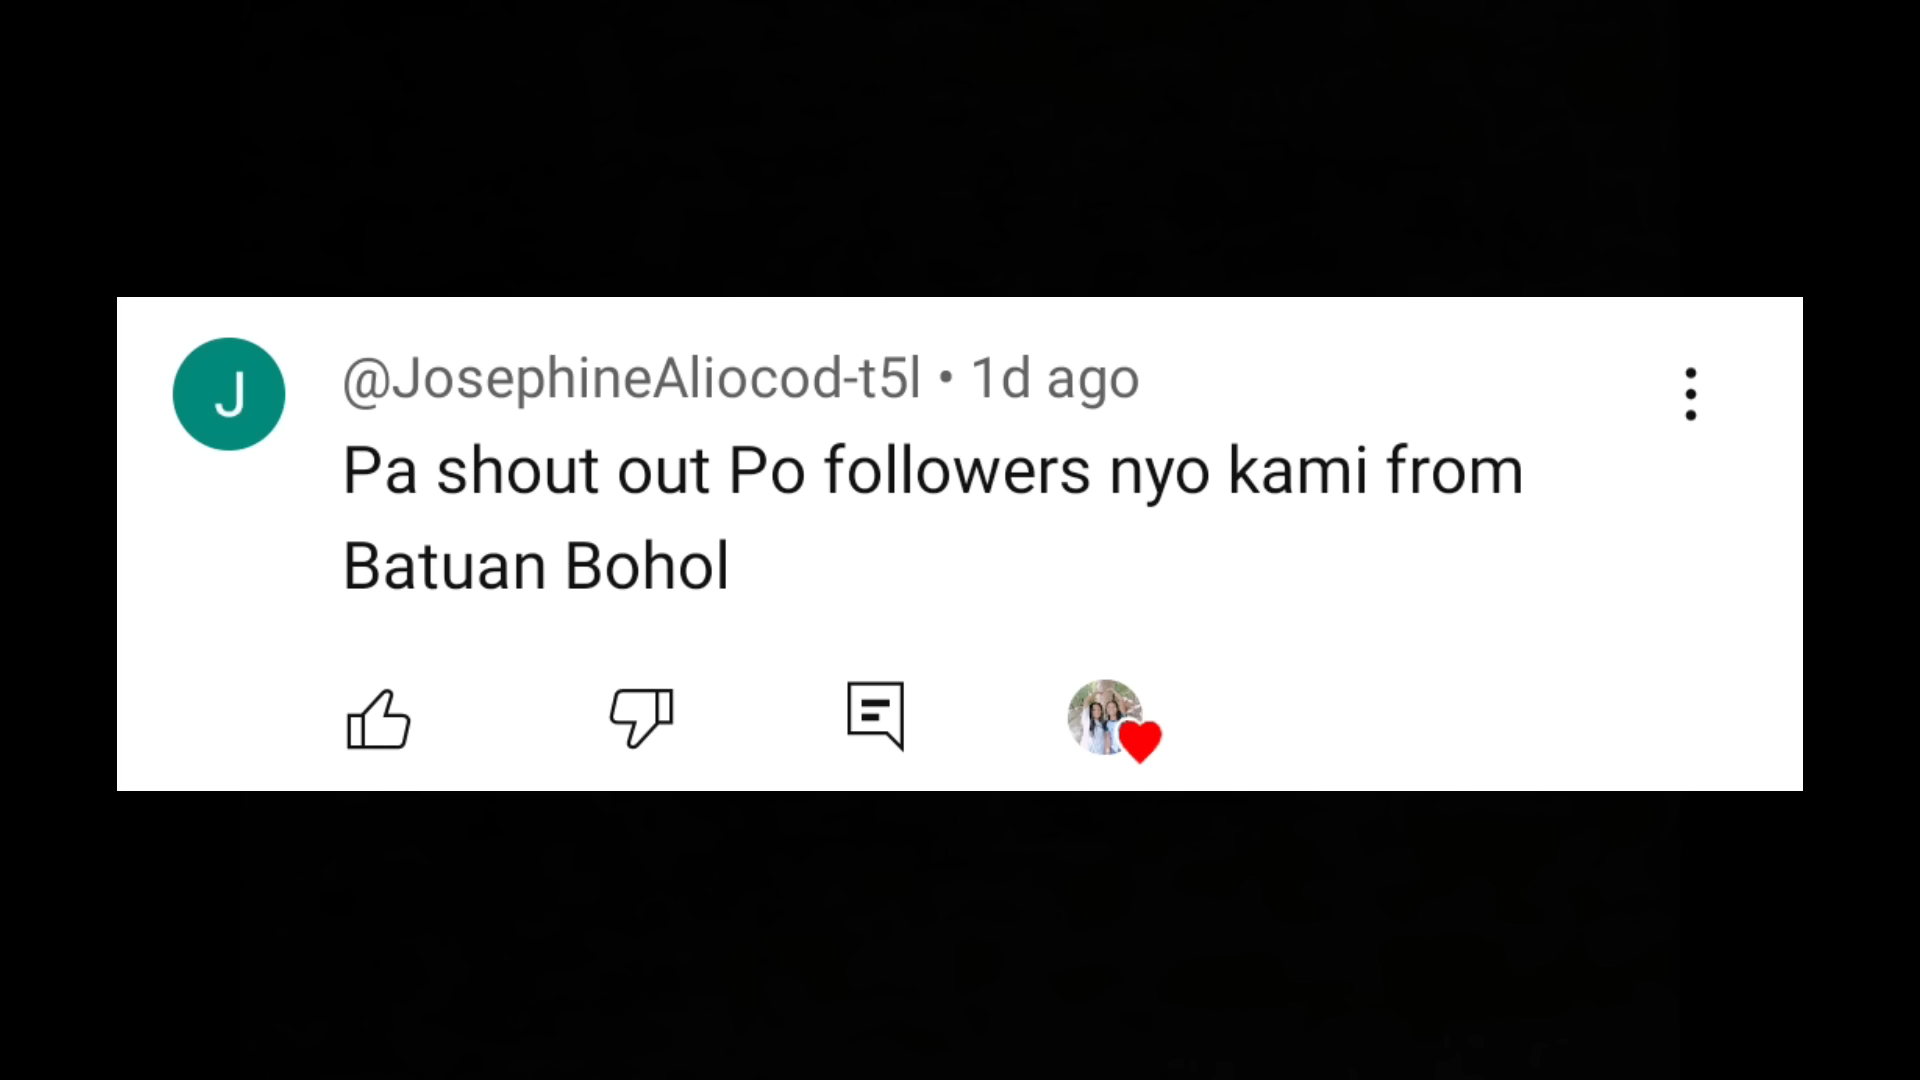 J
@JosephineAliocod-t5l • 1d ago
Pa shout out Po followers nyo kami from
Batuan Bohol